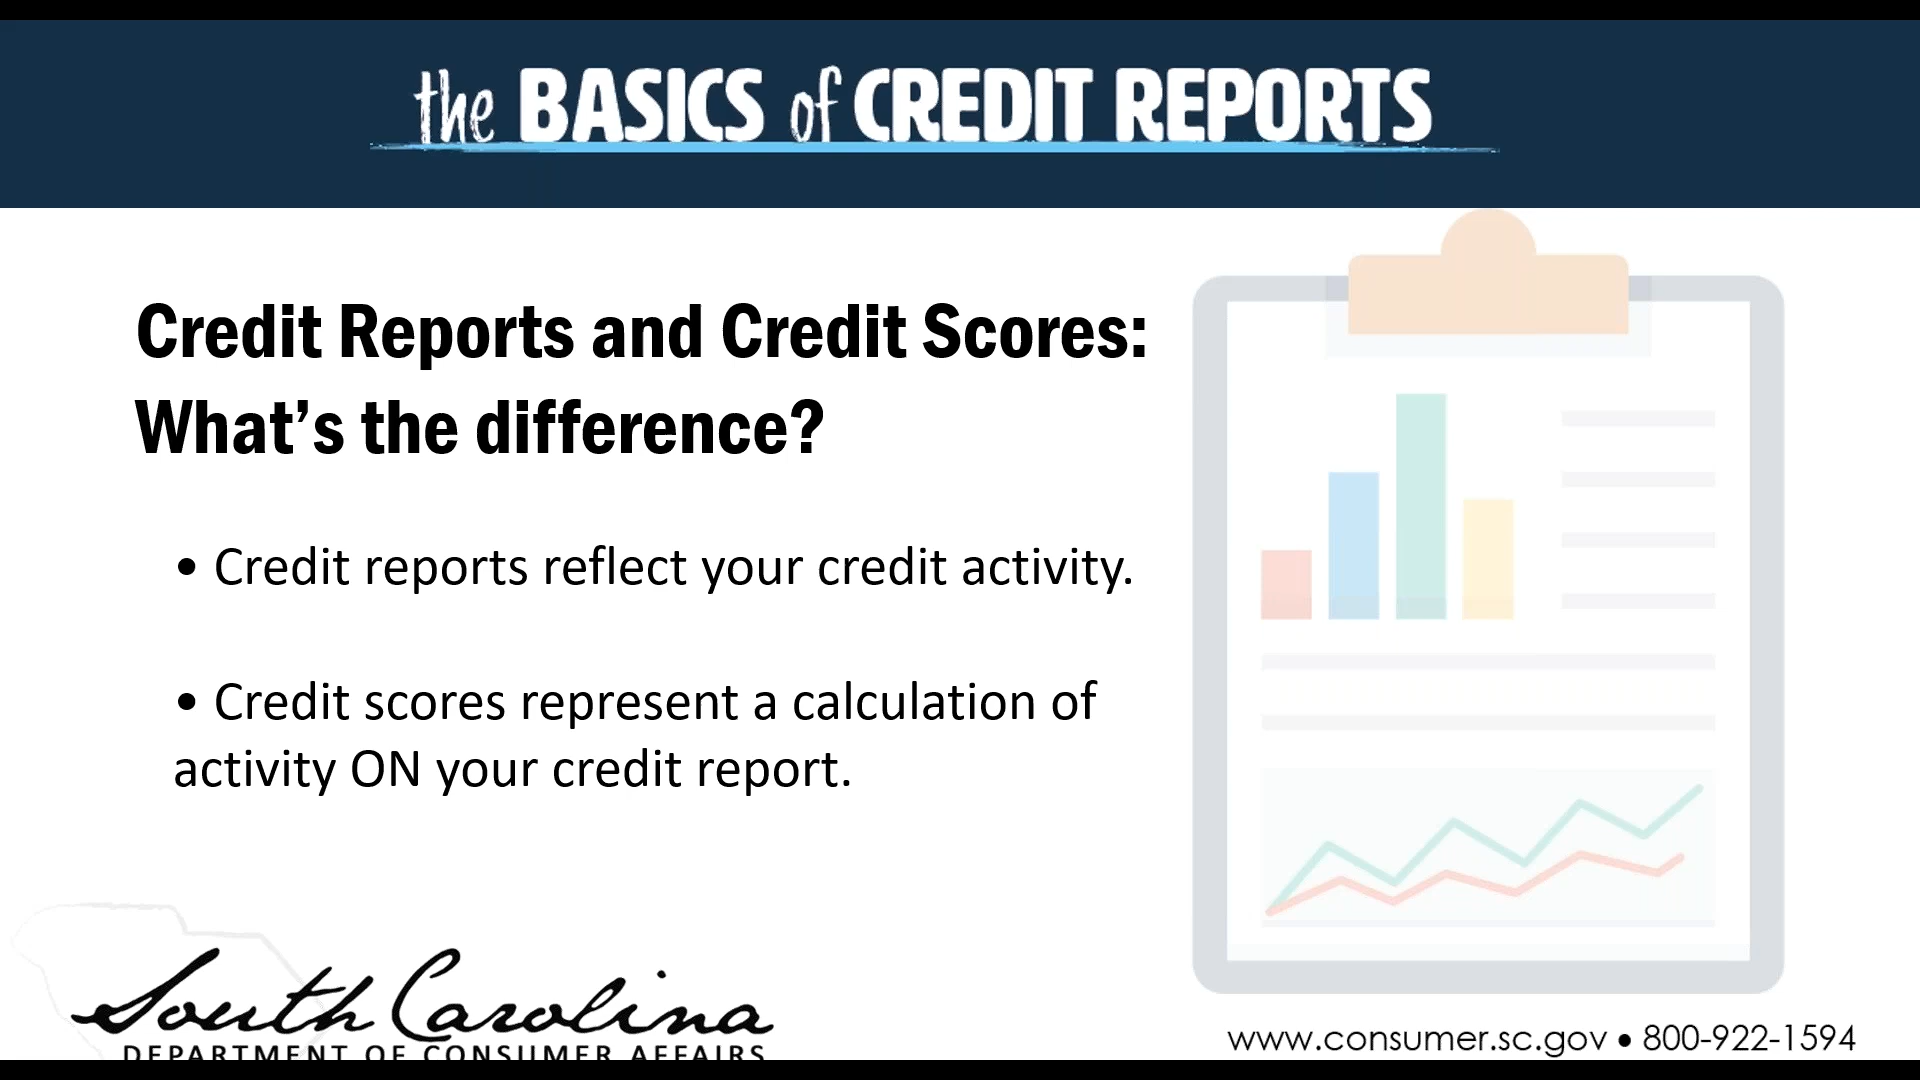 the BASICS of CREDIT REPORTS
Credit Reports and Credit Scores:
What’s the difference?
• Credit reports reflect your credit activity.
• Credit scores represent a calculation of
activity ON your credit report.
South Carolina
DEPARTMENT OF CONSUMER AFFAIRS
www.consumer.sc.gov • 800-922-1594